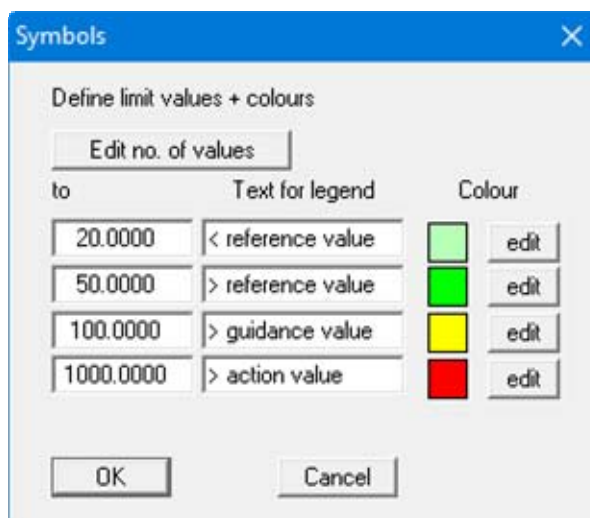 Symbols
Define limit values + colours
Edit no. of values
to Text for legend Colour
20.0000 < reference value edit
50.0000 > reference value edit
100.0000 > guidance value edit
1000.0000 > action value edit
OK Cancel